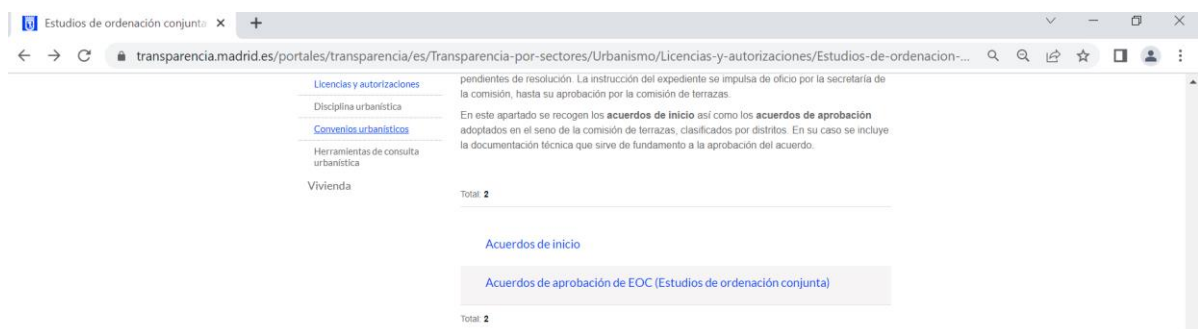 Estudios de ordenación conjunta
transparencia.madrid.es/portales/transparencia/es/Transparencia-por-sectores/Urbanismo/Licencias-y-autorizaciones/Estudios-de-ordenacion-...
Licencias y autorizaciones
Disciplina urbanística
Convenios urbanísticos
Herramientas de consulta
urbanística
Vivienda
pendientes de resolución. La instrucción del expediente se impulsa de oficio por la secretaría de
la comisión, hasta su aprobación por la comisión de terrazas.
En este apartado se recogen los acuerdos de inicio así como los acuerdos de aprobación
adoptados en el seno de la comisión de terrazas, clasificados por distritos. En su caso se incluye
la documentación técnica que sirve de fundamento a la aprobación del acuerdo.
Total: 2
Acuerdos de inicio
Acuerdos de aprobación de EOC (Estudios de ordenación conjunta)
Total: 2